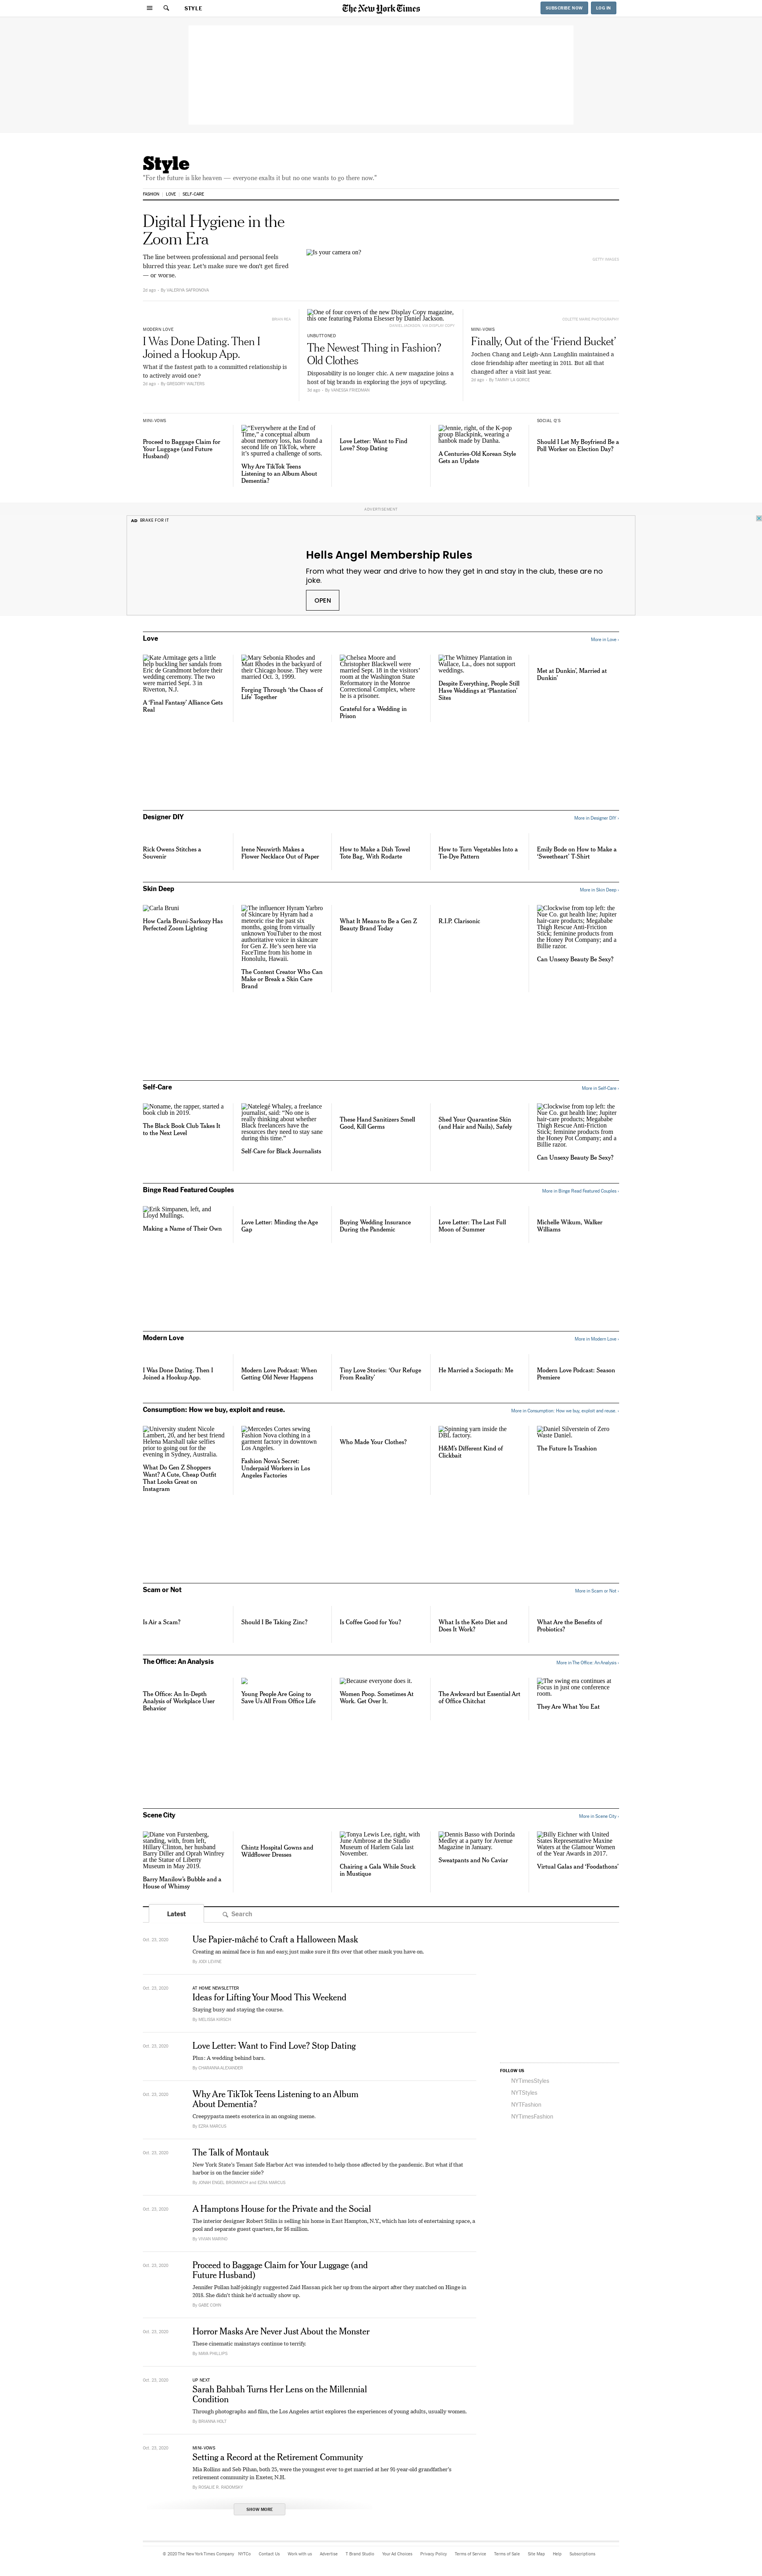 STYLE
The New York Times
SUBSCRIBE NOW
LOG IN
Style
"For the future is like heaven — everyone exalts it but no one wants to go there now."
FASHION
LOVE
SELF-CARE
Digital Hygiene in the
Zoom Era
The line between professional and personal feels
blurred this year. Let's make sure we don't get fired
— or worse.
2d ago
By VALERIYA SAFRONOVA
Is your camera on?
GETTY IMAGES
BRIAN REA
MODERN LOVE
I Was Done Dating. Then I
Joined a Hookup App.
What if the fastest path to a committed relationship is
to actively avoid one?
2d ago
By GREGORY WALTERS
One of four covers of the new Display Copy magazine,
this one featuring Paloma Elsesser by Daniel Jackson.
DANIEL JACKSON, VIA DISPLAY COPY
UNBUTTONED
The Newest Thing in Fashion?
Old Clothes
Disposability is no longer chic. A new magazine joins a
host of big brands in exploring the joys of upcycling.
2d ago
By VANESSA FRIEDMAN
COLETTE MARIE PHOTOGRAPHY
MINI-VOWS
Finally, Out of the 'Friend Bucket'
Jochen Chang and Leigh-Ann Langhlin maintained a
close friendship after meeting in 2011. But all that
changed after a visit last year.
2d ago
By TAMMY LA GORCE
MINI-VOWS
Proceed to Baggage Claim for
Your Luggage (and Future
Husband)
"Everywhere at the End of
Time," a conceptual album
about memory loss, has found a
second life on TikTok, where
it's spurred a challenge of sorts.
Why Are TikTok Teens
Listening to an Album About
Dementia?
Love Letter: Want to Find
Love? Stop Dating
Jennie, right, of the K-pop
group Blackpink, wearing a
hanbok made by Danha.
A Centuries-Old Korean Style
Gets an Update
SOCIAL Q'S
Should I Let My Boyfriend Be a
Poll Worker on Election Day?
ADVERTISEMENT
AD BRAKE FOR IT
Hells Angel Membership Rules
From what they wear and drive to how they get in and stay in the club, these are no
joke.
OPEN
Love
More in Love ›
Kate Armitage gets a little
help buckling her sandals from
Eric de Grandmont before their
wedding ceremony. The two
were married Sept. 3 in
Riverton, N.J.
A 'Final Fantasy' Alliance Gets
Real
Mary Sebonia Rhodes and
Matt Rhodes in the backyard of
their Chicago house. They were
married Oct. 3, 1999.
Forging Through 'the Chaos of
Life' Together
Chelsea Moore and
Christopher Blackwell were
married Sept. 18 in the visitors'
room at the Washington State
Reformatory in the Monroe
Correctional Complex, where
he is a prisoner.
Grateful for a Wedding in
Prison
The Whitney Plantation in
Wallace, La., does not support
weddings.
Despite Everything, People Still
Have Weddings at 'Plantation'
Sites
Met at Dunkin', Married at
Dunkin'
Designer DIY
More in Designer DIY ›
Rick Owens Stitches a
Souvenir
Irene Neuwirth Makes a
Flower Necklace Out of Paper
How to Make a Dish Towel
Tote Bag, With Rodarte
How to Turn Vegetables Into a
Tie-Dye Pattern
Emily Bode on How to Make a
'Sweetheart' T-Shirt
Skin Deep
More in Skin Deep ›
Carla Bruni
How Carla Bruni-Sarkozy Has
Perfected Zoom Lighting
The influencer Hyram Yarbro
of Skincare by Hyram had a
meteoric rise the past six
months, going from virtually
unknown YouTuber to the most
authoritative voice in skincare
for Gen Z. He's seen here via
FaceTime from his home in
Honolulu, Hawaii.
The Content Creator Who Can
Make or Break a Skin Care
Brand
What It Means to Be a Gen Z
Beauty Brand Today
R.I.P. Clarisonic
Clockwise from top left: the
Nue Co. gut health line; Jupiter
hair-care products; Megababe
Thigh Rescue Anti-Friction
Stick; feminine products from
the Honey Pot Company; and a
Billie razor.
Can Unsexy Beauty Be Sexy?
Self-Care
More in Self-Care ›
Noname, the rapper, started a
book club in 2019.
The Black Book Club Takes It
to the Next Level
Natelegé Whaley, a freelance
journalist, said: "No one is
really thinking about whether
Black freelancers have the
resources they need to stay sane
during this time."
Self-Care for Black Journalists
These Hand Sanitizers Smell
Good, Kill Germs
Shed Your Quarantine Skin
(and Hair and Nails), Safely
Clockwise from top left: the
Nue Co. gut health line; Jupiter
hair-care products; Megababe
Thigh Rescue Anti-Friction
Stick; feminine products from
the Honey Pot Company; and a
Billie razor.
Can Unsexy Beauty Be Sexy?
Binge Read Featured Couples
More in Binge Read Featured Couples ›
Erik Simpanen, left, and
Lloyd Mullings.
Making a Name of Their Own
Love Letter: Minding the Age
Gap
Buying Wedding Insurance
During the Pandemic
Love Letter: The Last Full
Moon of Summer
Michelle Wikum, Walker
Williams
Modern Love
More in Modern Love ›
I Was Done Dating. Then I
Joined a Hookup App.
Modern Love Podcast: When
Getting Old Never Happens
Tiny Love Stories: 'Our Refuge
From Reality'
He Married a Sociopath: Me
Modern Love Podcast: Season
Premiere
Consumption: How we buy, exploit and reuse.
More in Consumption: How we buy, exploit and reuse. ›
University student Nicole
Lambert, 20, and her best friend
Helena Marshall take selfies
prior to going out for the
evening in Sydney, Australia.
What Do Gen Z Shoppers
Want? A Cute, Cheap Outfit
That Looks Great on
Instagram
Mercedes Cortes sewing
Fashion Nova clothing in a
garment factory in downtown
Los Angeles.
Fashion Nova's Secret:
Underpaid Workers in Los
Angeles Factories
Who Made Your Clothes?
Spinning yarn inside the
DBL factory.
H&M's Different Kind of
Clickbait
Daniel Silverstein of Zero
Waste Daniel.
The Future Is Trashion
Scam or Not
More in Scam or Not ›
Is Air a Scam?
Should I Be Taking Zinc?
Is Coffee Good for You?
What Is the Keto Diet and
Does It Work?
What Are the Benefits of
Probiotics?
The Office: An Analysis
More in The Office: An Analysis ›
The Office: An In-Depth
Analysis of Workplace User
Behavior
Young People Are Going to
Save Us All From Office Life
Because everyone does it.
Women Poop. Sometimes At
Work. Get Over It.
The Awkward but Essential Art
of Office Chitchat
The swing era continues at
Focus in just one conference
room.
They Are What You Eat
Scene City
More in Scene City ›
Diane von Furstenberg,
standing, with, from left,
Hillary Clinton, her husband
Barry Diller and Oprah Winfrey
at the Statue of Liberty
Museum in May 2019.
Barry Manilow's Bubble and a
House of Whimsy
Chintz Hospital Gowns and
Wildflower Dresses
Tonya Lewis Lee, right, with
June Ambrose at the Studio
Museum of Harlem Gala last
November.
Chairing a Gala While Stuck
in Mustique
Dennis Basso with Dorinda
Medley at a party for Avenue
Magazine in January.
Sweatpants and No Caviar
Billy Eichner with United
States Representative Maxine
Waters at the Glamour Women
of the Year Awards in 2017.
Virtual Galas and 'Foodathons'
Latest
Search
Oct. 23, 2020
Use Papier-mâché to Craft a Halloween Mask
Creating an animal face is fun and easy, just make sure it fits over that other mask you have on.
By JODI LEVINE
Oct. 23, 2020
AT HOME NEWSLETTER
Ideas for Lifting Your Mood This Weekend
Staying busy and staying the course.
By MELISSA KIRSCH
Oct. 23, 2020
Love Letter: Want to Find Love? Stop Dating
Plus: A wedding behind bars.
By CHARANNA ALEXANDER
Oct. 23, 2020
Why Are TikTok Teens Listening to an Album
About Dementia?
Creepypasta meets esoterica in an ongoing meme.
By EZRA MARCUS
Oct. 23, 2020
The Talk of Montauk
New York State's Tenant Safe Harbor Act was intended to help those affected by the pandemic. But what if that
harbor is on the fancier side?
By JONAH ENGEL BROMWICH and EZRA MARCUS
Oct. 23, 2020
A Hamptons House for the Private and the Social
The interior designer Robert Stilin is selling his home in East Hampton, N.Y., which has lots of entertaining space, a
pool and separate guest quarters, for $6 million.
By VIVIAN MARINO
Oct. 23, 2020
Proceed to Baggage Claim for Your Luggage (and
Future Husband)
Jennifer Pollan half-jokingly suggested Zaid Hassan pick her up from the airport after they matched on Hinge in
2018. She didn't think he'd actually show up.
By GABE COHN
Oct. 23, 2020
Horror Masks Are Never Just About the Monster
These cinematic mainstays continue to terrify.
By MAYA PHILLIPS
Oct. 23, 2020
UP NEXT
Sarah Bahbah Turns Her Lens on the Millennial
Condition
Through photographs and film, the Los Angeles artist explores the experiences of young adults, usually women.
By BRIANNA HOLT
Oct. 23, 2020
MINI-VOWS
Setting a Record at the Retirement Community
Mia Rollins and Seb Pihan, both 25, were the youngest ever to get married at her 91-year-old grandfather's
retirement community in Exeter, N.H.
By ROSALIE R. RADOMSKY
SHOW MORE
FOLLOW US
NYTimesStyles
NYTStyles
NYTFashion
NYTimesFashion
© 2020 The New York Times Company
NYTCo
Contact Us
Work with us
Advertise
T Brand Studio
Your Ad Choices
Privacy Policy
Terms of Service
Terms of Sale
Site Map
Help
Subscriptions